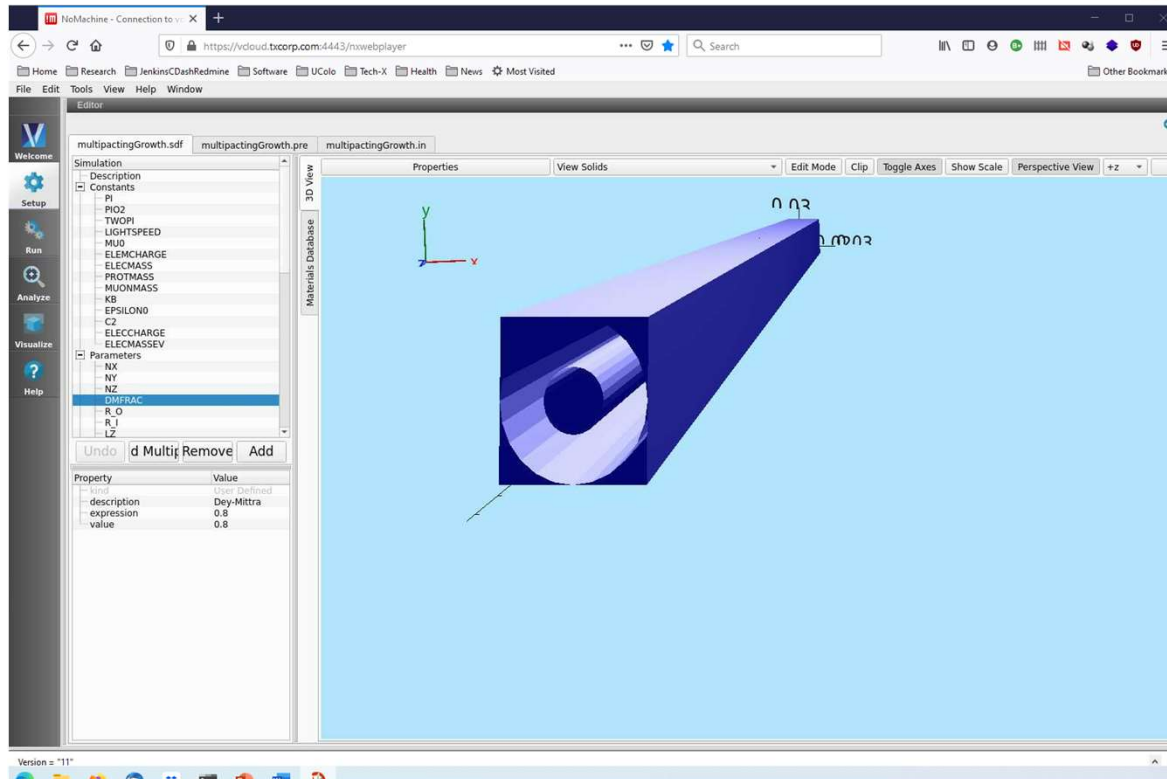 NoMachine - Connection to v
https://vcloud.txcorp.com:4443/nxwebplayer
Search
Home Research JenkinsCDashRedmine Software UColo Tech-X Health News Most Visited Other Bookmark
File Edit Tools View Help Window
Editor
multipactingGrowth.sdf multipactingGrowth.pre multipactingGrowth.in
Welcome
Setup
Run
Analyze
Visualize
Help
Simulation
Description
Constants
PI
PIO2
TWOPI
LIGHTSPEED
MU0
ELEMCHARGE
ELECMASS
PROTMASS
MUONMASS
KB
EPSILON0
C2
ELECCHARGE
ELECMASSEV
Parameters
NX
NY
NZ
DMFRAC
R_O
R_I
LZ
Undo d Multip Remove Add
Property Value
kind User Defined
description Dey-Mittra
expression 0.8
value 0.8
3D View
Materials Database
Properties View Solids Edit Mode Clip Toggle Axes Show Scale Perspective View +z
y
z
x
Version = "11"